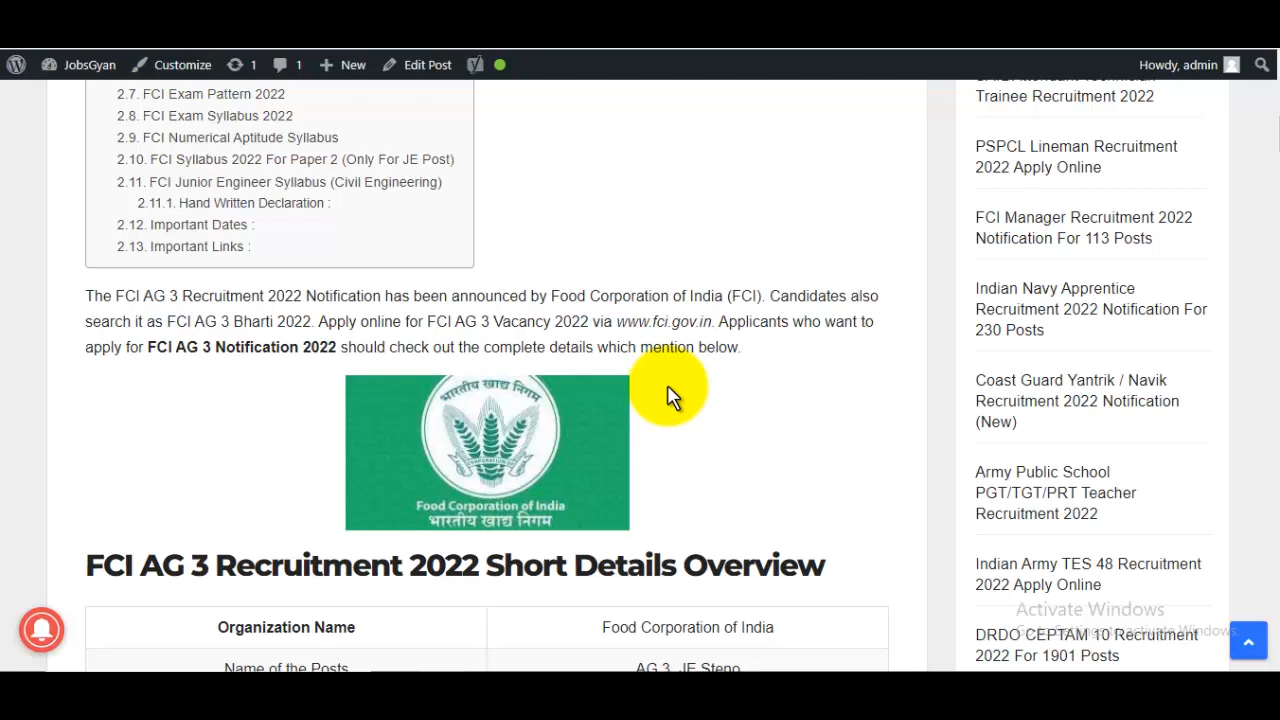 JobsGyan Customize 1 1 New Edit Post Howdy, admin
2.7. FCI Exam Pattern 2022
2.8. FCI Exam Syllabus 2022
2.9. FCI Numerical Aptitude Syllabus
2.10. FCI Syllabus 2022 For Paper 2 (Only For JE Post)
2.11. FCI Junior Engineer Syllabus (Civil Engineering)
2.11.1. Hand Written Declaration :
2.12. Important Dates :
2.13. Important Links :
The FCI AG 3 Recruitment 2022 Notification has been announced by Food Corporation of India (FCI). Candidates also
search it as FCI AG 3 Bharti 2022. Apply online for FCI AG 3 Vacancy 2022 via www.fci.gov.in. Applicants who want to
apply for FCI AG 3 Notification 2022 should check out the complete details which mention below.
भारतीय खाद्य निगम
Food Corporation of India
भारतीय खाद्य निगम
FCI AG 3 Recruitment 2022 Short Details Overview
Organization Name Food Corporation of India
Name of the Posts AG 3, JE Steno
Trainee Recruitment 2022
PSPCL Lineman Recruitment
2022 Apply Online
FCI Manager Recruitment 2022
Notification For 113 Posts
Indian Navy Apprentice
Recruitment 2022 Notification For
230 Posts
Coast Guard Yantrik / Navik
Recruitment 2022 Notification
(New)
Army Public School
PGT/TGT/PRT Teacher
Recruitment 2022
Indian Army TES 48 Recruitment
2022 Apply Online
DRDO CEPTAM 10 Recruitment
2022 For 1901 Posts
Activate Windows
Go to Settings to activate Windows.